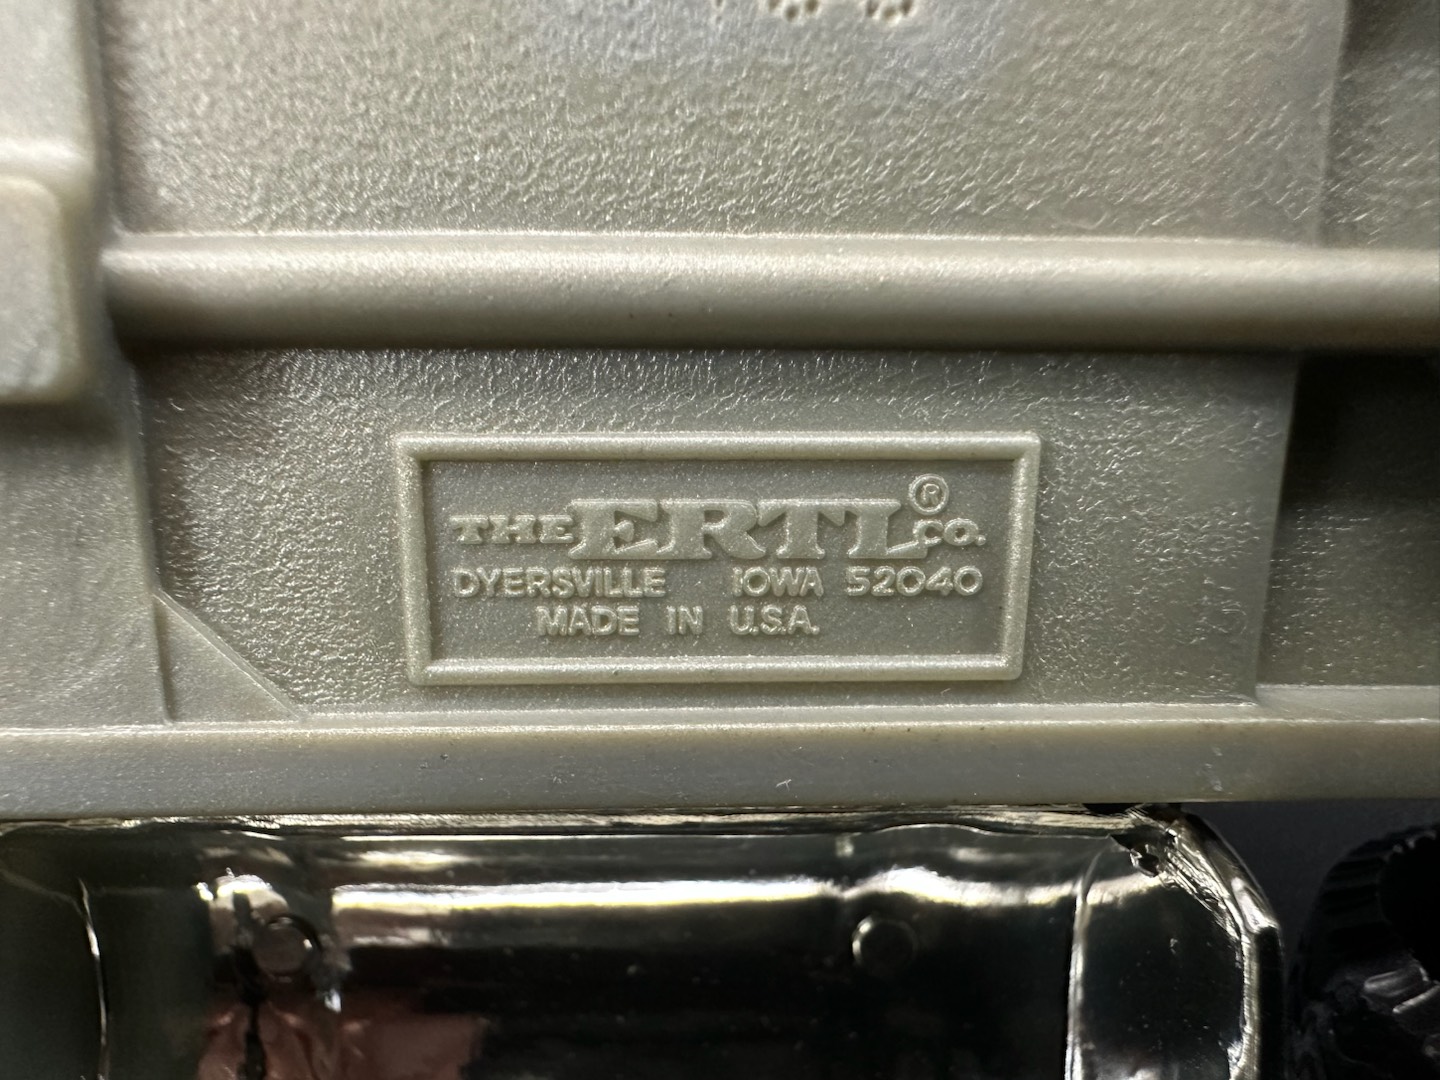 THE ERTL® CO.
DYERSVILLE IOWA 52040
MADE IN U.S.A.